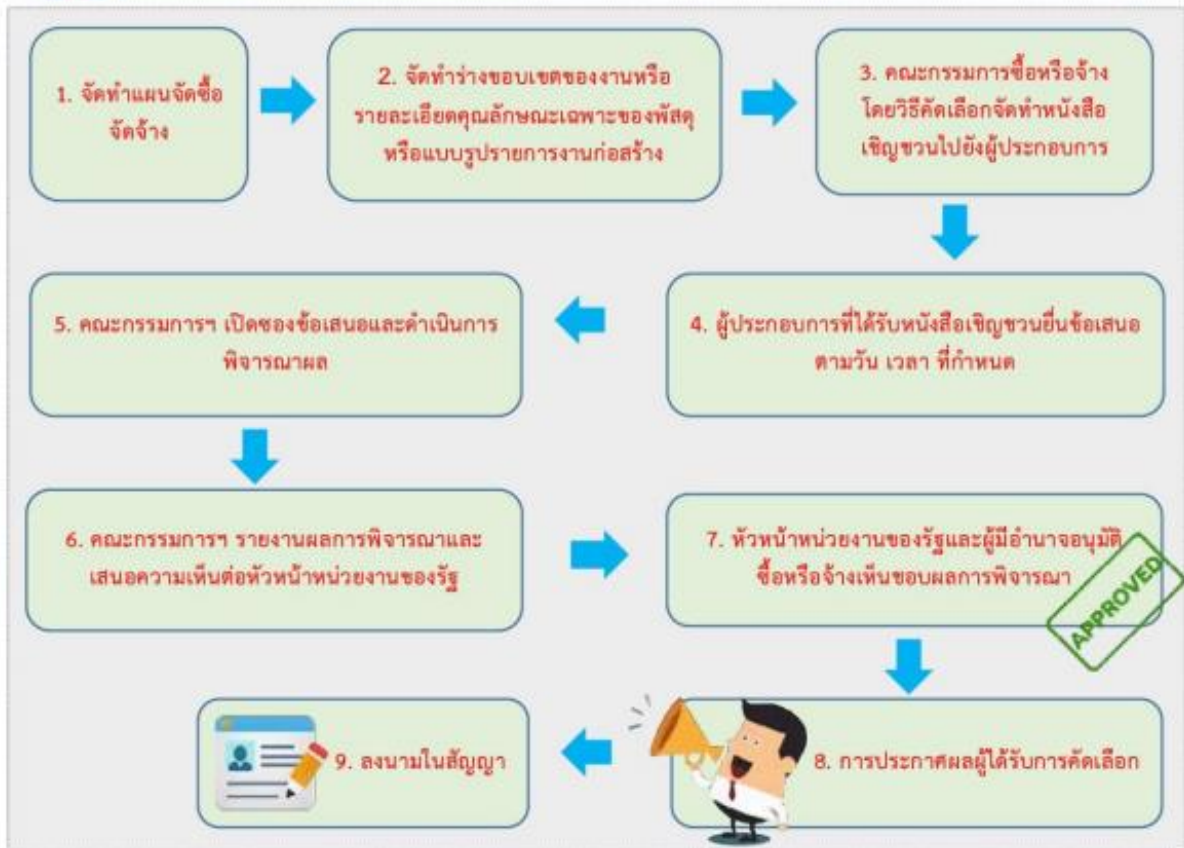 1. จัดทำแผนจัดซื้อ
จัดจ้าง
2. จัดทำร่างขอบเขตของงานหรือ
รายละเอียดคุณลักษณะเฉพาะของพัสดุ
หรือแบบรูปรายการงานก่อสร้าง
3. คณะกรรมการซื้อหรือจ้าง
โดยวิธีคัดเลือกจัดทำหนังสือ
เชิญชวนไปยังผู้ประกอบการ
4. ผู้ประกอบการที่ได้รับหนังสือเชิญชวนยื่นข้อเสนอ
ตามวัน เวลา ที่กำหนด
5. คณะกรรมการฯ เปิดซองข้อเสนอและดำเนินการ
พิจารณาผล
6. คณะกรรมการฯ รายงานผลการพิจารณาและ
เสนอความเห็นต่อหัวหน้าหน่วยงานของรัฐ
7. หัวหน้าหน่วยงานของรัฐและผู้มีอำนาจอนุมัติ
ซื้อหรือจ้างเห็นชอบผลการพิจารณา
APPROVED
8. การประกาศผลผู้ได้รับการคัดเลือก
9. ลงนามในสัญญา